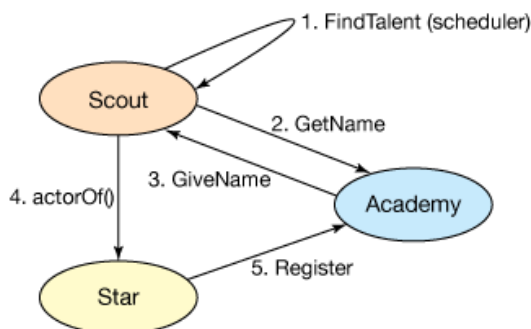 1. FindTalent (scheduler)
Scout
2. GetName
3. GiveName
4. actorOf()
Academy
5. Register
Star